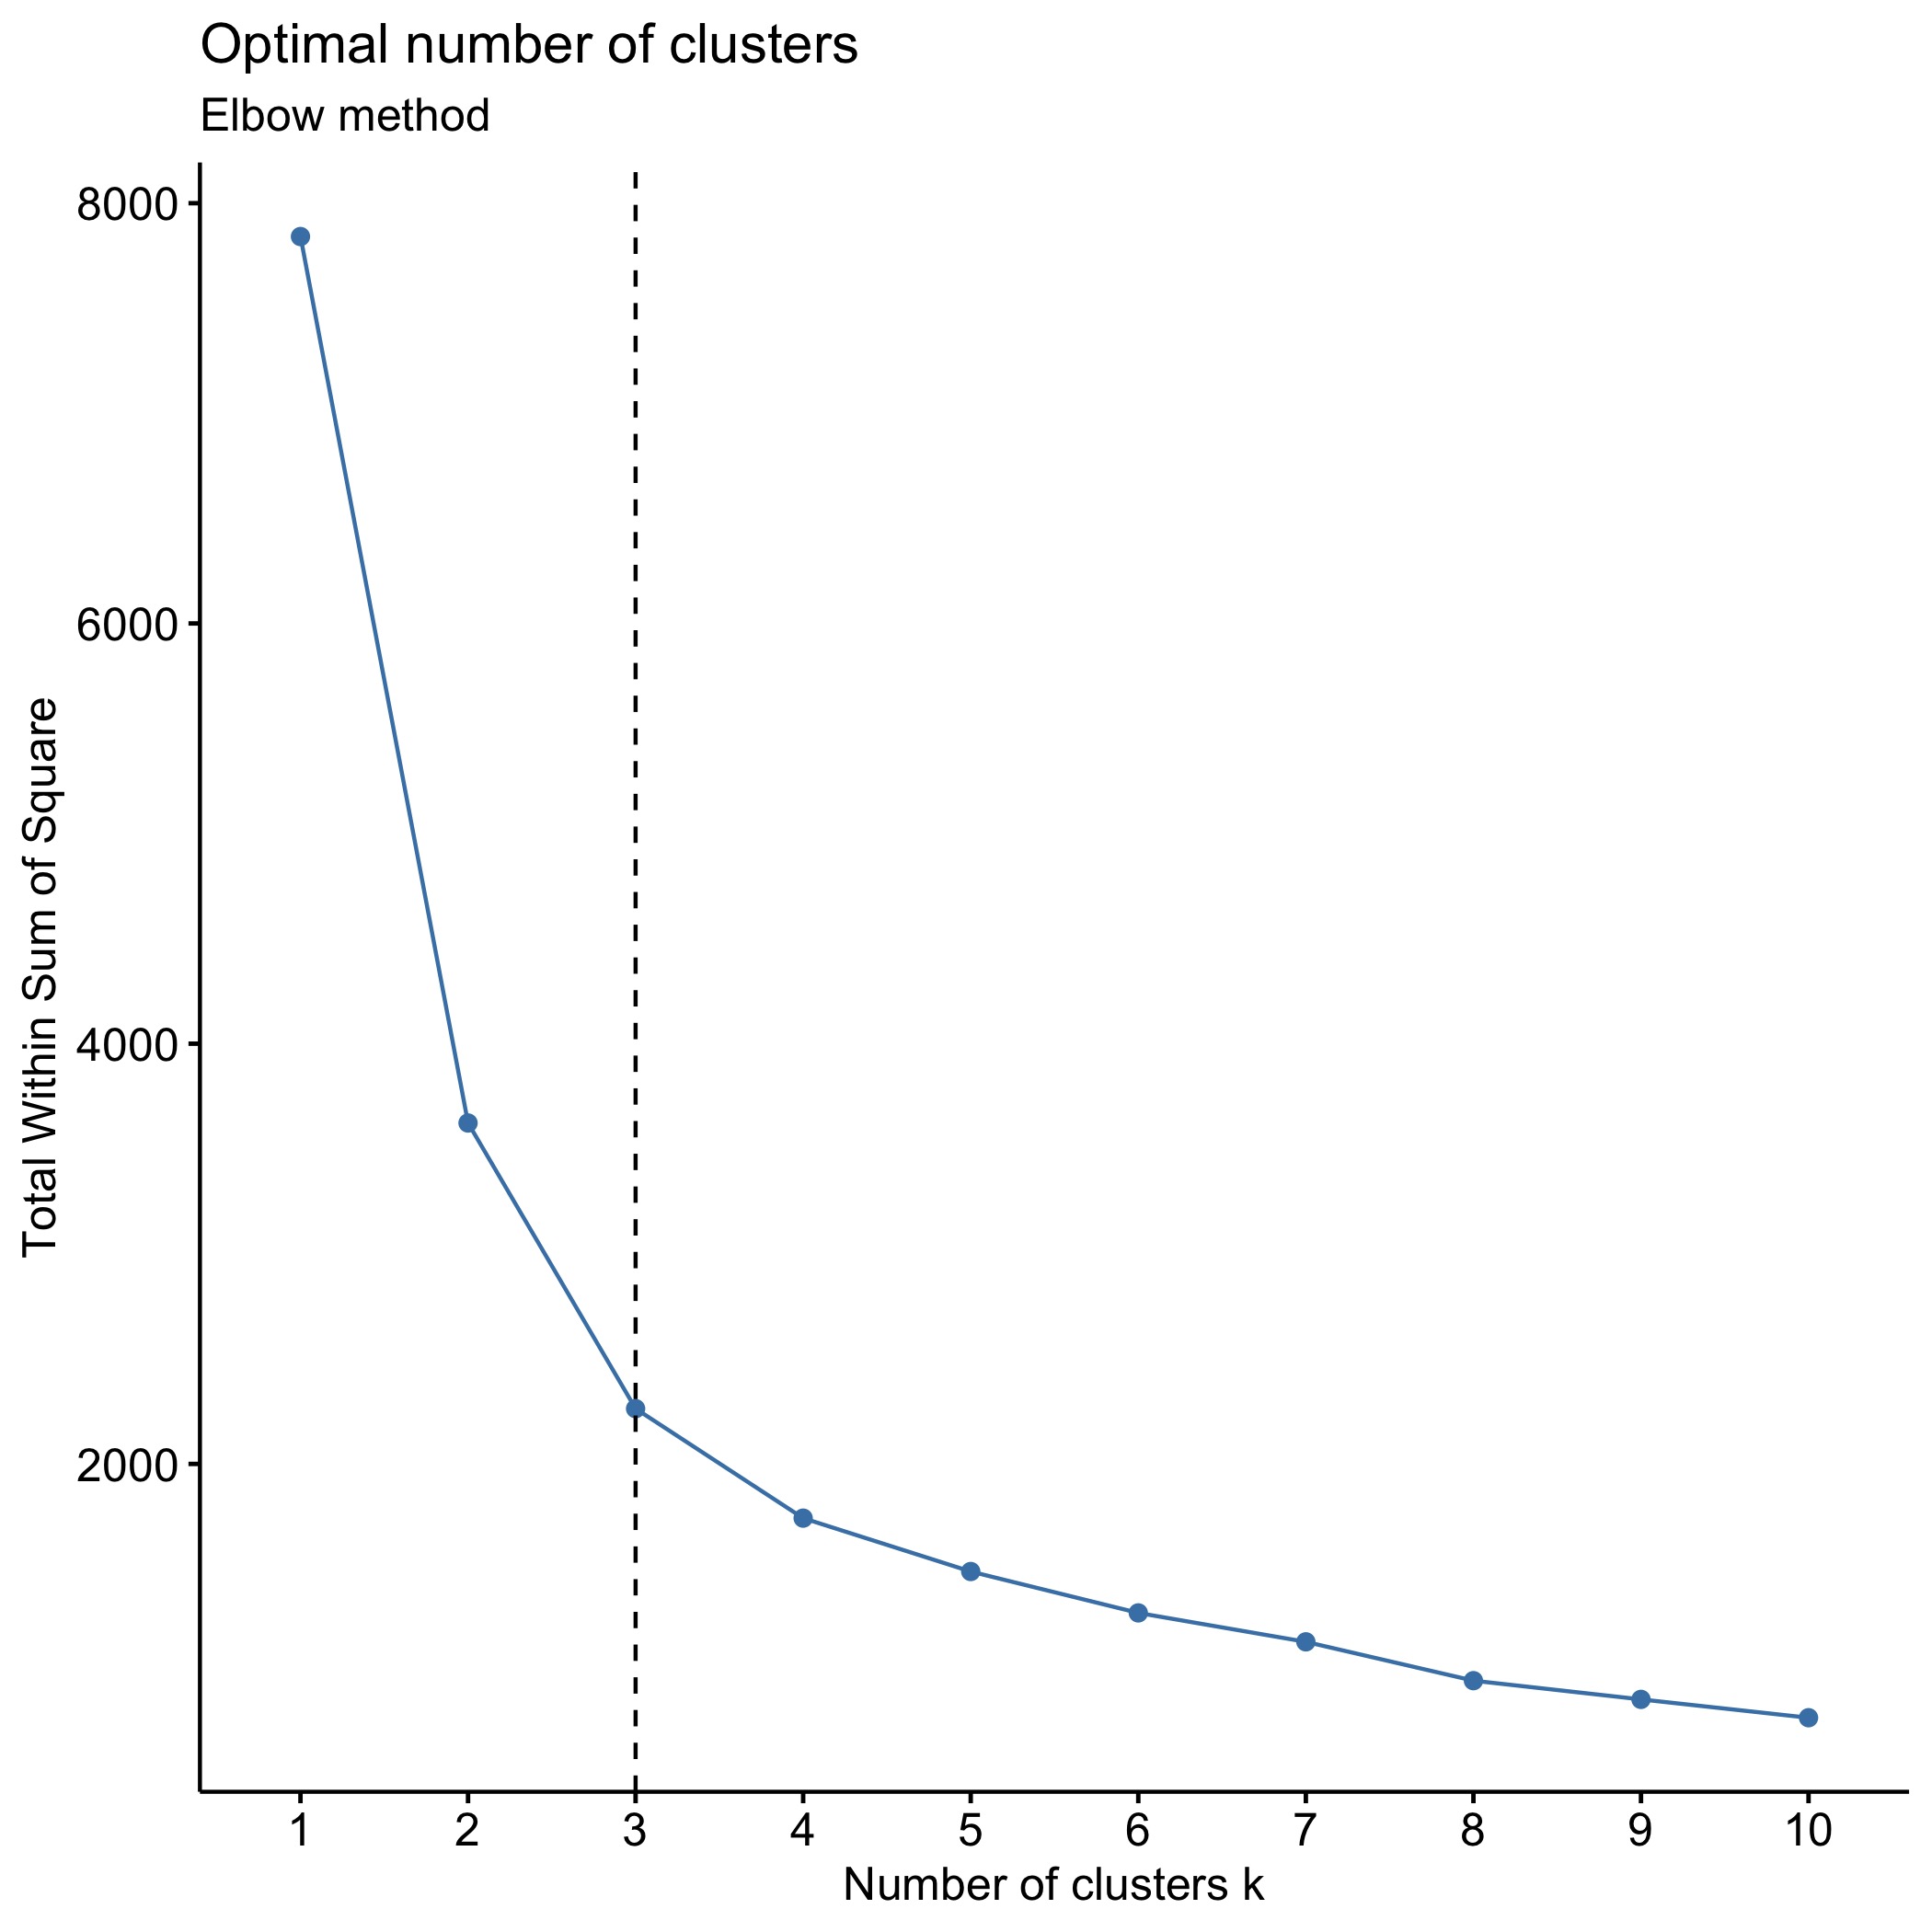 Optimal number of clusters
Elbow method
8000
6000
4000
2000
Total Within Sum of Square
1 2 3 4 5 6 7 8 9 10
Number of clusters k